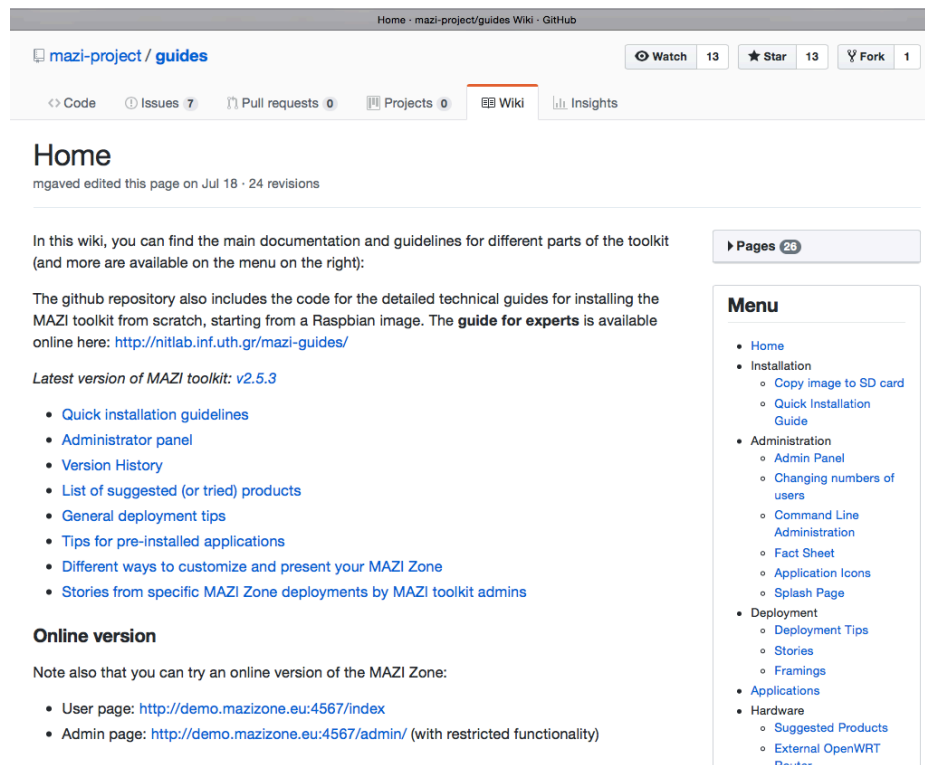 Home · mazi-project/guides Wiki · GitHub
mazi-project / guides
Watch 13 Star 13 Fork 1
Code Issues 7 Pull requests 0 Projects 0 Wiki Insights
Home
mgaved edited this page on Jul 18 · 24 revisions
In this wiki, you can find the main documentation and guidelines for different parts of the toolkit
(and more are available on the menu on the right):
The github repository also includes the code for the detailed technical guides for installing the
MAZI toolkit from scratch, starting from a Raspbian image. The guide for experts is available
online here: http://nitlab.inf.uth.gr/mazi-guides/
Latest version of MAZI toolkit: v2.5.3
• Quick installation guidelines
• Administrator panel
• Version History
• List of suggested (or tried) products
• General deployment tips
• Tips for pre-installed applications
• Different ways to customize and present your MAZI Zone
• Stories from specific MAZI Zone deployments by MAZI toolkit admins
Online version
Note also that you can try an online version of the MAZI Zone:
• User page: http://demo.mazizone.eu:4567/index
• Admin page: http://demo.mazizone.eu:4567/admin/ (with restricted functionality)
Pages 26
Menu
• Home
• Installation
Copy image to SD card
Quick Installation
Guide
• Administration
Admin Panel
Changing numbers of
users
Command Line
Administration
Fact Sheet
Application Icons
Splash Page
• Deployment
Deployment Tips
Stories
Framings
• Applications
• Hardware
Suggested Products
External OpenWRT